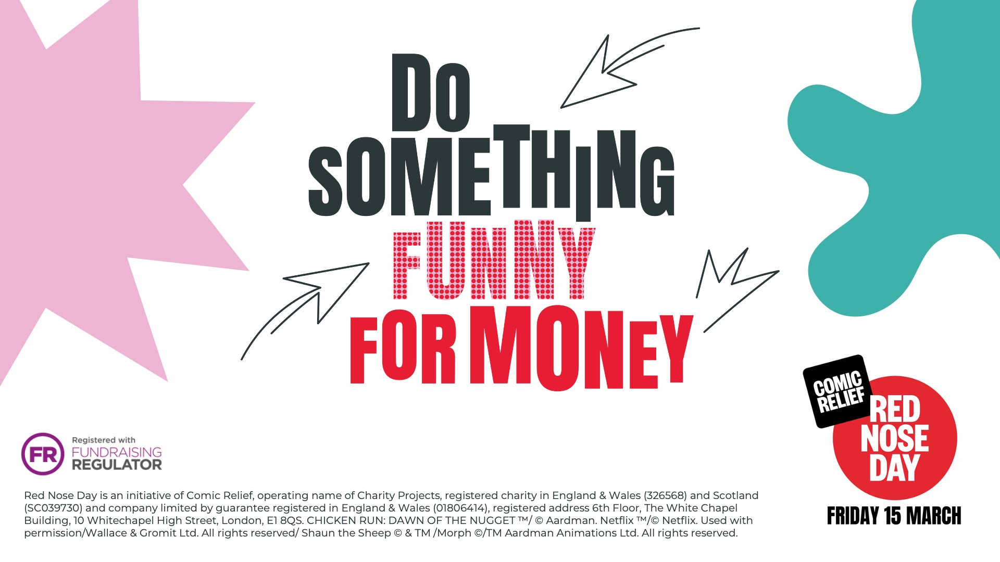 DO
SOMETHING
FUNNY
FOR MONEY
COMIC
RELIEF
RED
NOSE
DAY
FRIDAY 15 MARCH
FR
Registered with
FUNDRAISING
REGULATOR
Red Nose Day is an initiative of Comic Relief, operating name of Charity Projects, registered charity in England & Wales (326568) and Scotland
(SC039730) and company limited by guarantee registered in England & Wales (01806414), registered address 6th Floor, The White Chapel
Building, 10 Whitechapel High Street, London, E1 8QS. CHICKEN RUN: DAWN OF THE NUGGET ™/ © Aardman. Netflix ™/© Netflix. Used with
permission/Wallace & Gromit Ltd. All rights reserved/ Shaun the Sheep © & TM /Morph ©/TM Aardman Animations Ltd. All rights reserved.